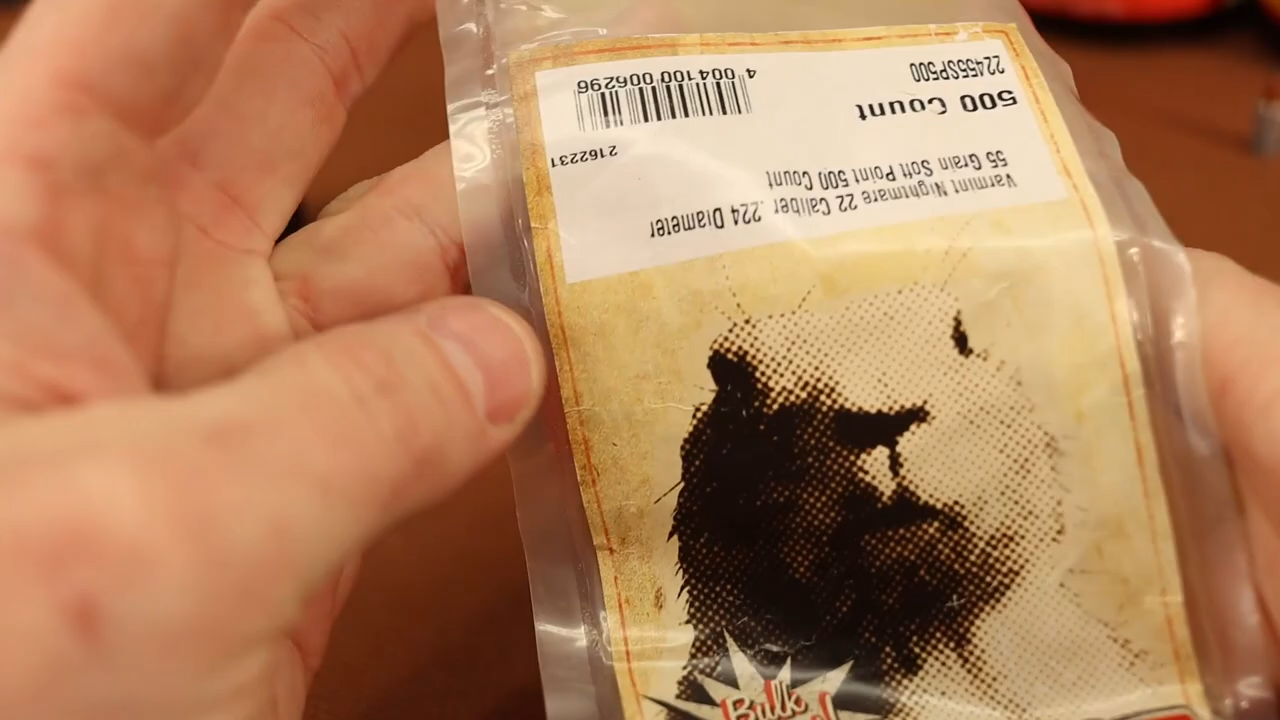 Varmint Nightmare 22 Caliber .224 Diameter
55 Grain Soft Point 500 Count
2162231
500 Count
22455SP500
4 004100 006296
Bulk